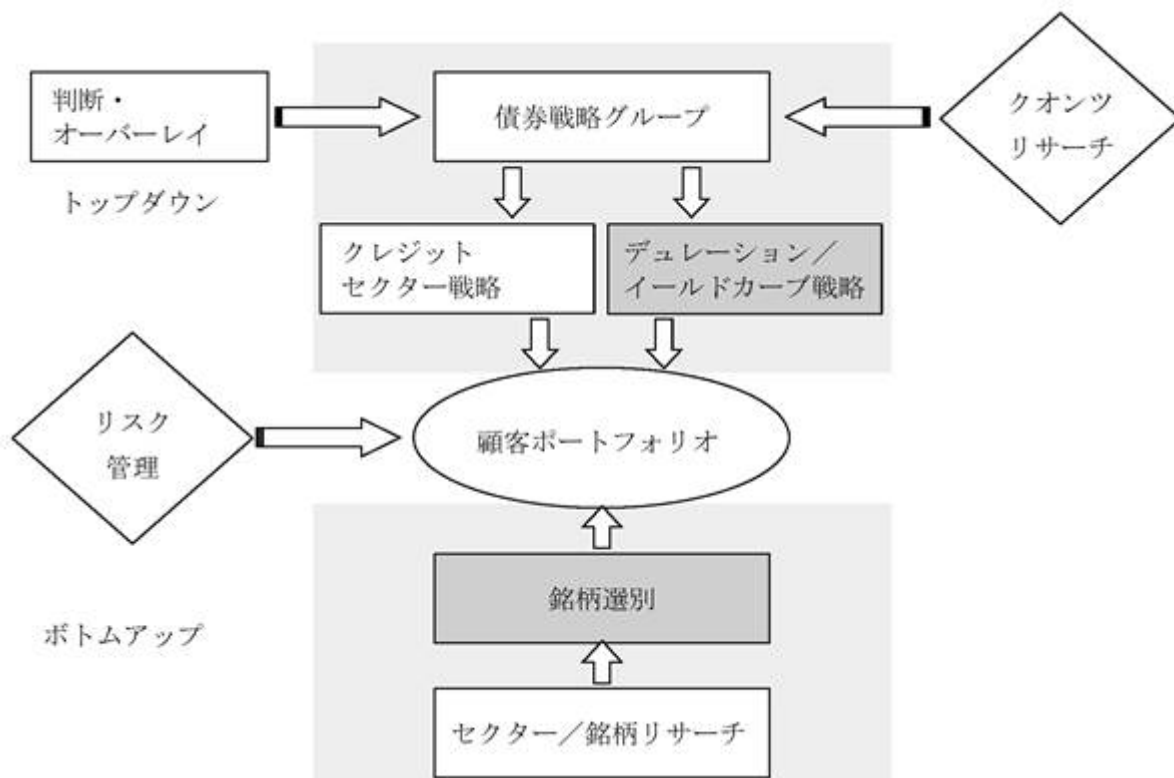 判断・
オーバーレイ
債券戦略グループ
クオンツ
リサーチ
トップダウン
クレジット
セクター戦略
デュレーション／
イールドカーブ戦略
リスク
管理
顧客ポートフォリオ
銘柄選別
ボトムアップ
セクター／銘柄リサーチ